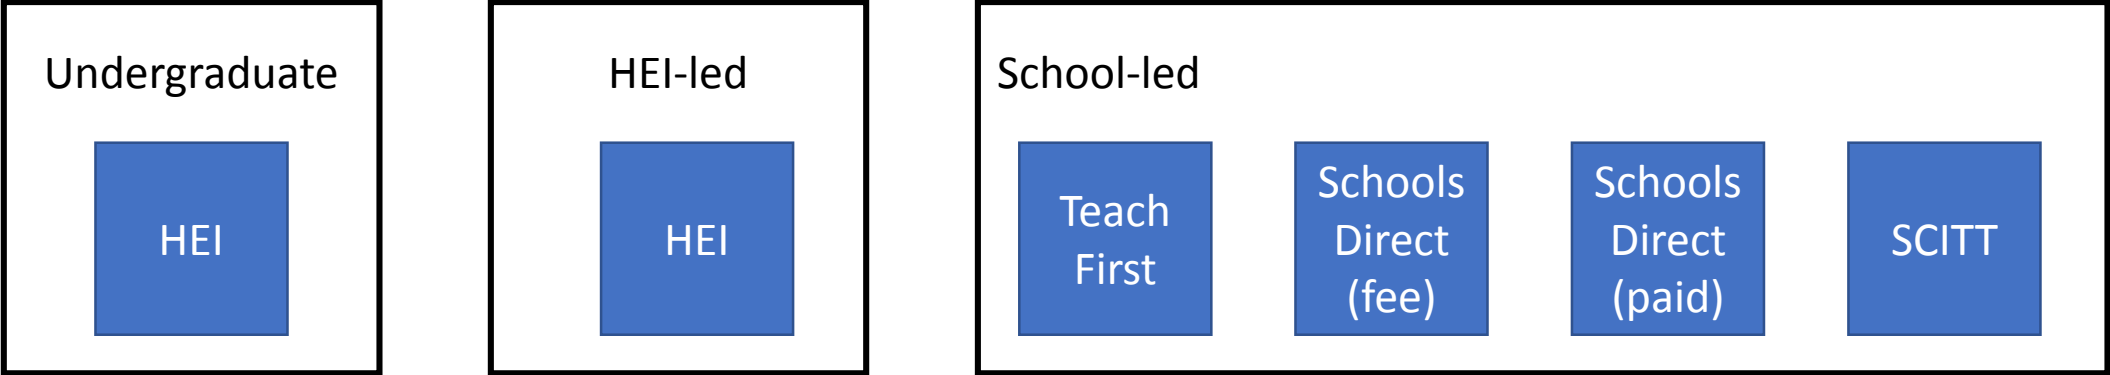 Undergraduate
HEI
HEI-led
HEI
School-led
Teach
First
Schools
Direct
(fee)
Schools
Direct
(paid)
SCITT